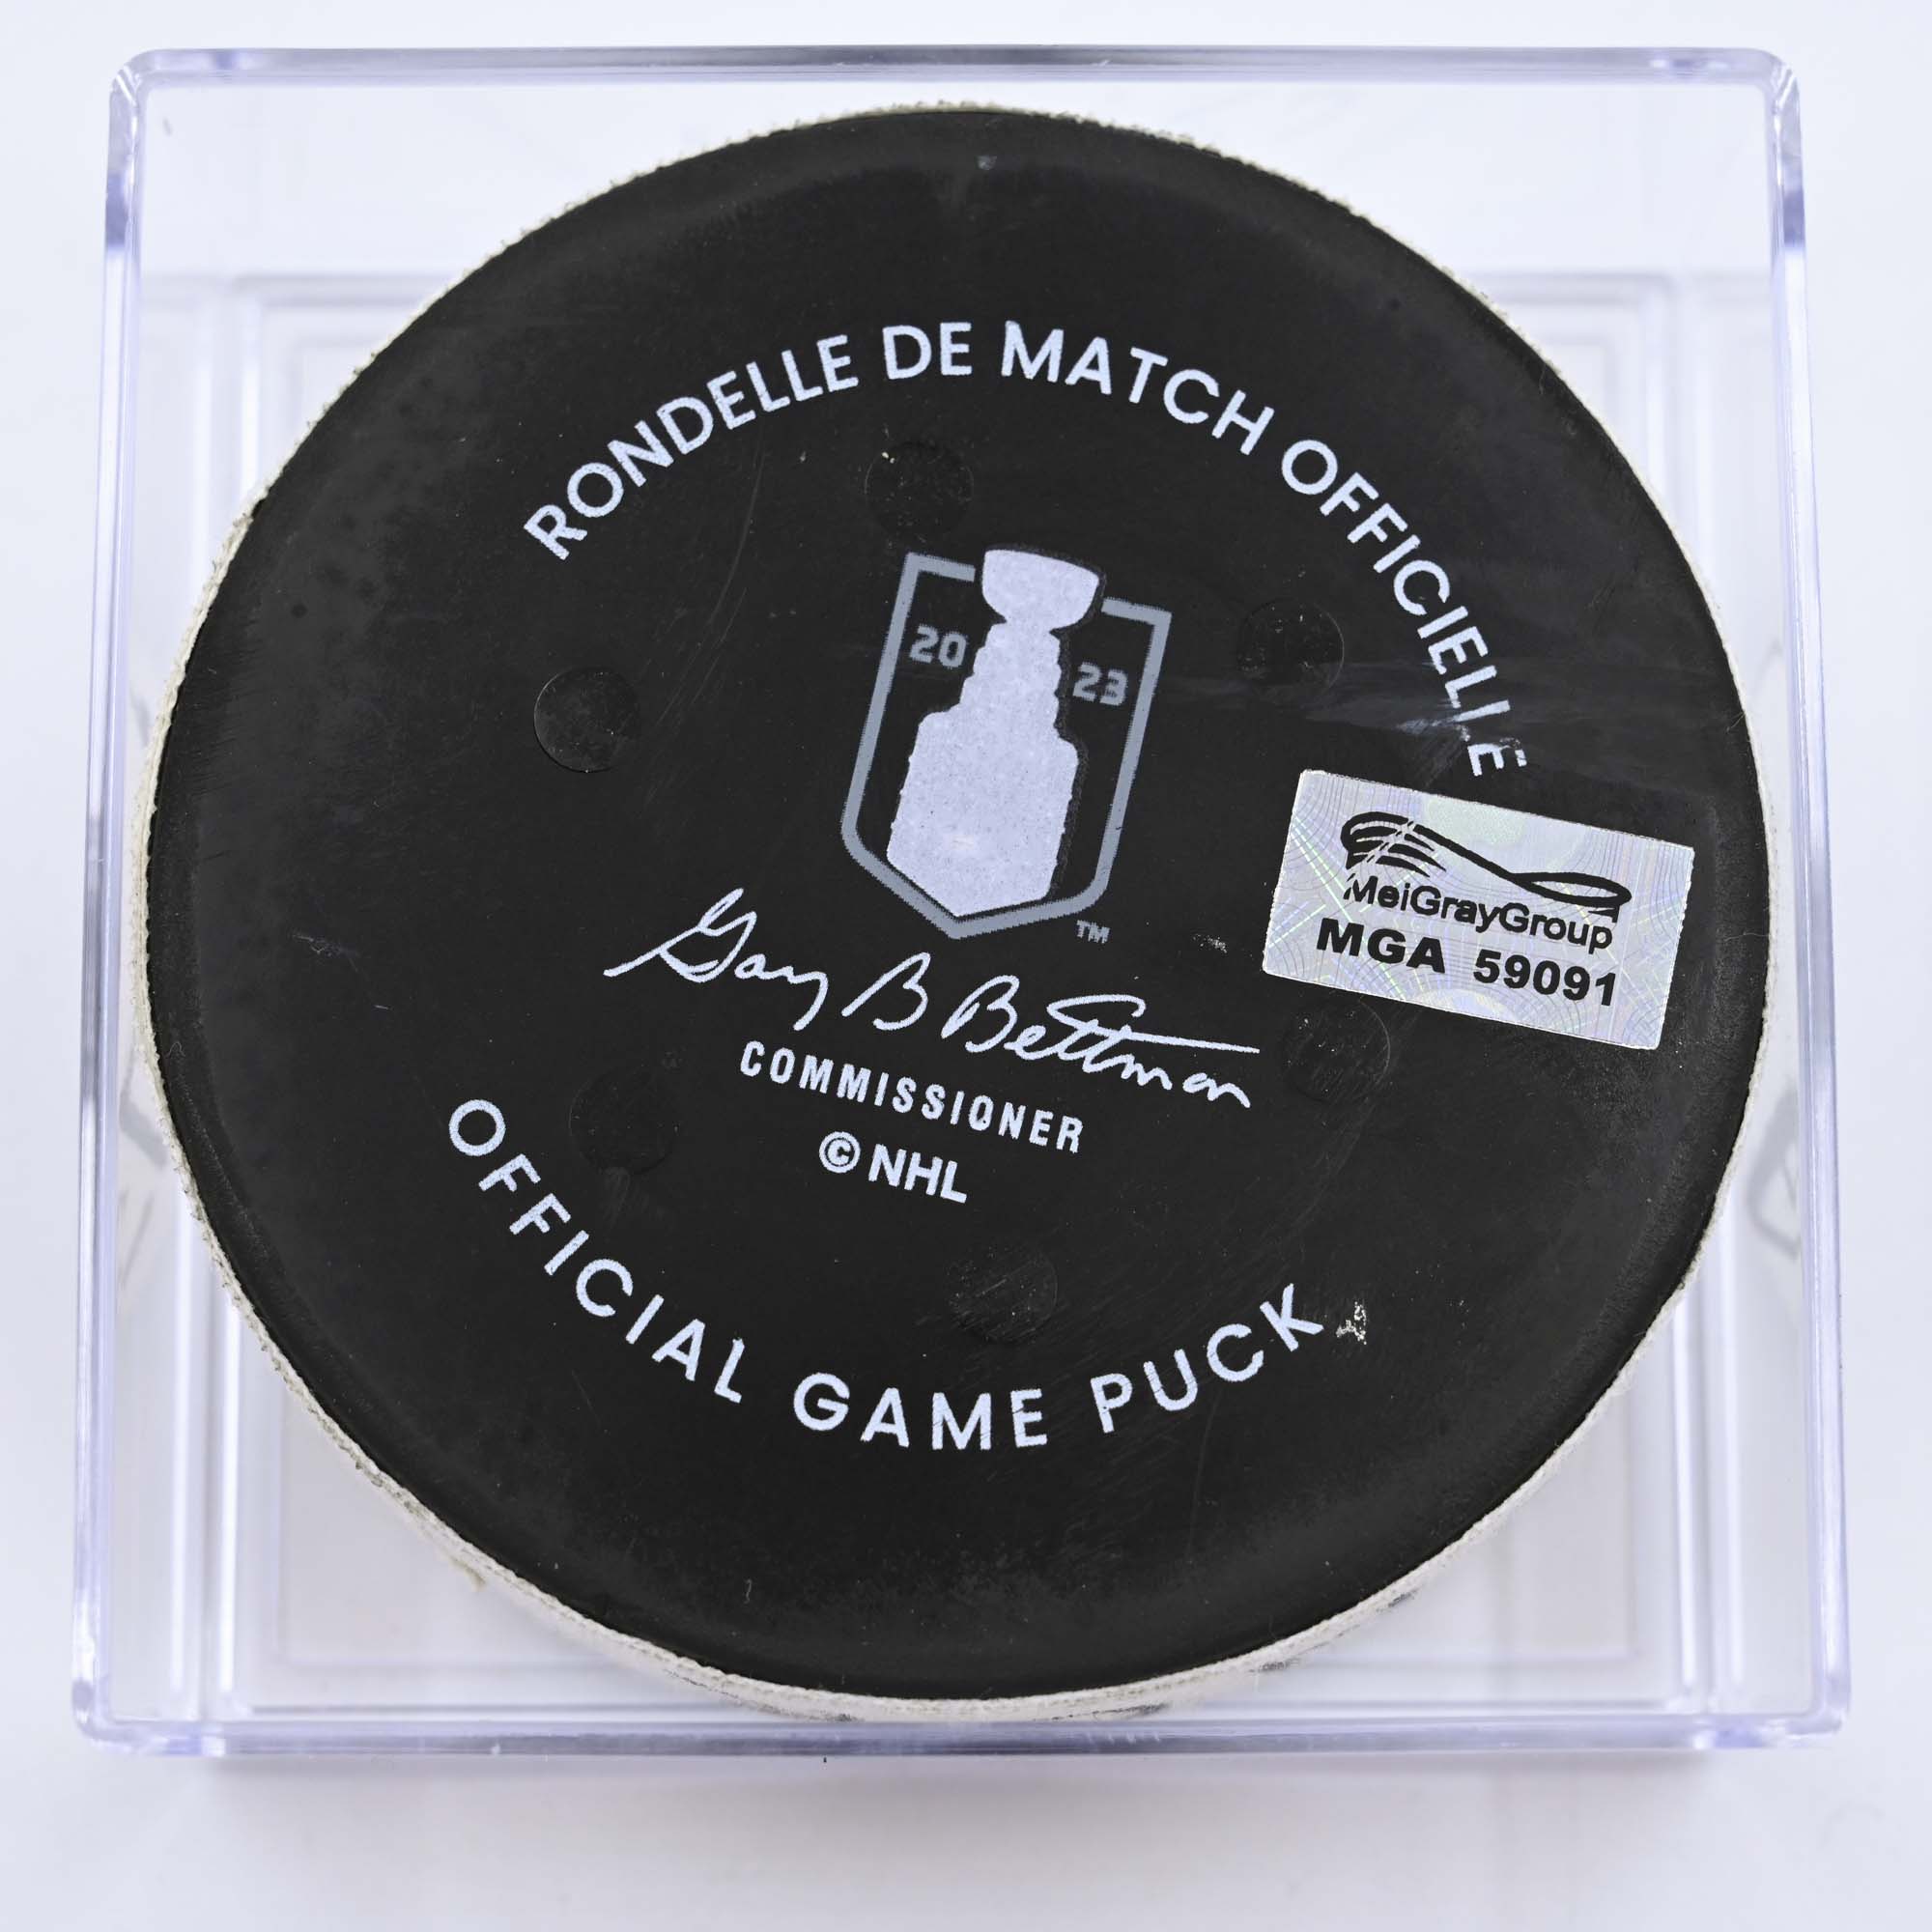 RONDELLE DE MATCH OFFICIELLE
20 23
TM
Gary B Bettman
COMMISSIONER
© NHL
OFFICIAL GAME PUCK
MeiGrayGroup
MGA 59091